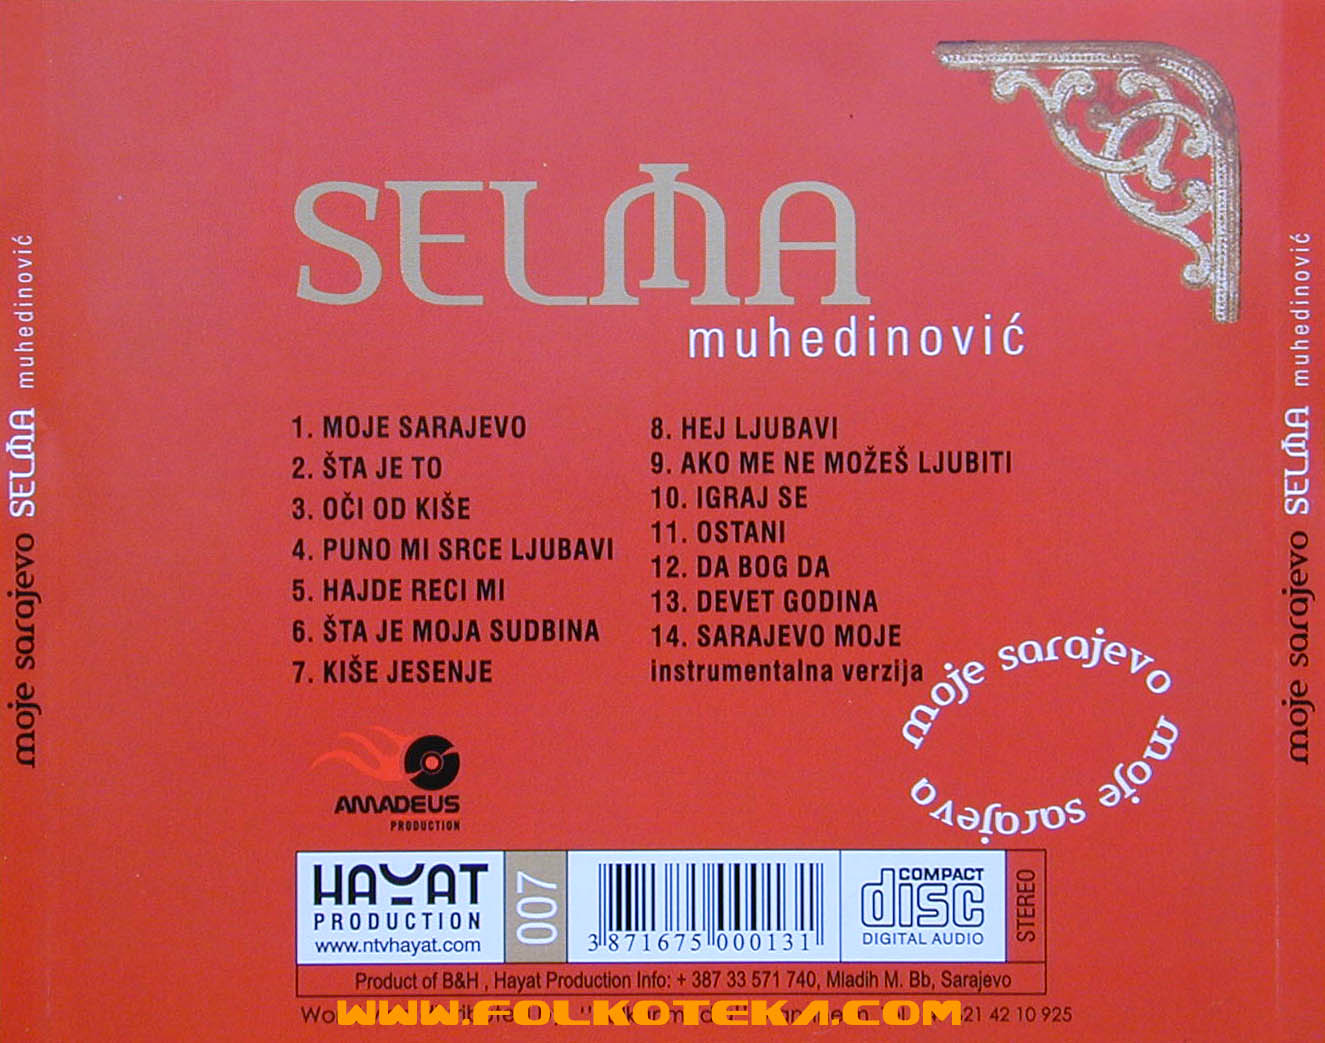 SELMA
muhedinović
1. MOJE SARAJEVO
2. ŠTA JE TO
3. OČI OD KIŠE
4. PUNO MI SRCE LJUBAVI
5. HAJDE RECI MI
6. ŠTA JE MOJA SUDBINA
7. KIŠE JESENJE
8. HEJ LJUBAVI
9. AKO ME NE MOŽEŠ LJUBITI
10. IGRAJ SE
11. OSTANI
12. DA BOG DA
13. DEVET GODINA
14. SARAJEVO MOJE
instrumentalna verzija
moje sarajevo moje sarajeva
moje sarajevo SELMA muhedinović
moje sarajevo SELMA muhedinović
AMADEUS
PRODUCTION
HAYAT
PRODUCTION
www.ntvhayat.com
007
3 871675 000131
COMPACT
disc
DIGITAL AUDIO
STEREO
Product of B&H , Hayat Production Info: + 387 33 571 740, Mladih M. Bb, Sarajevo
WWW.FOLKOTEKA.COM
42 10 925